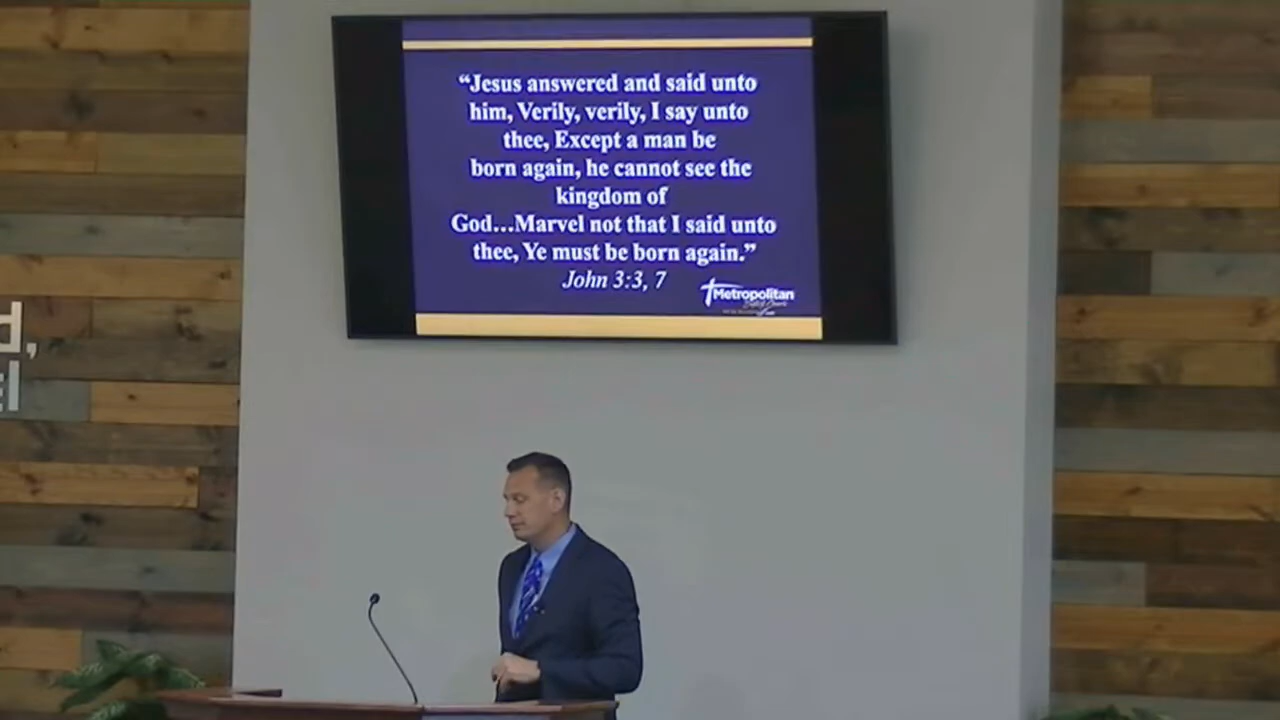 “Jesus answered and said unto
him, Verily, verily, I say unto
thee, Except a man be
born again, he cannot see the
kingdom of
God...Marvel not that I said unto
thee, Ye must be born again.”
John 3:3, 7
Metropolitan
d,
el